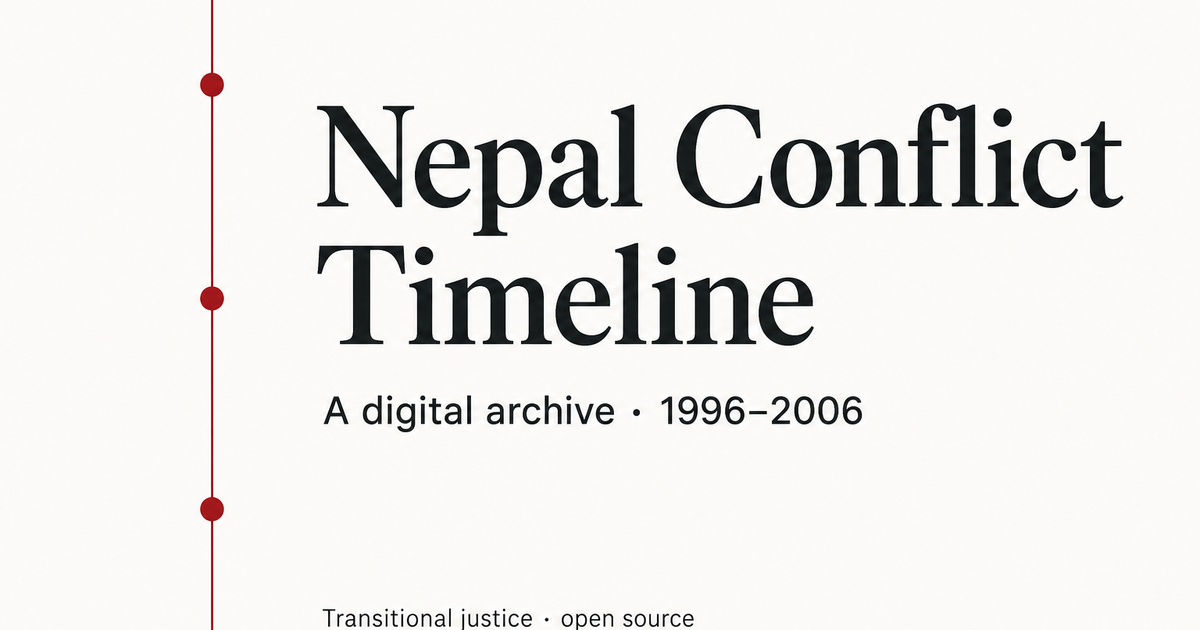 Nepal Conflict
Timeline
A digital archive · 1996–2006
Transitional justice · open source